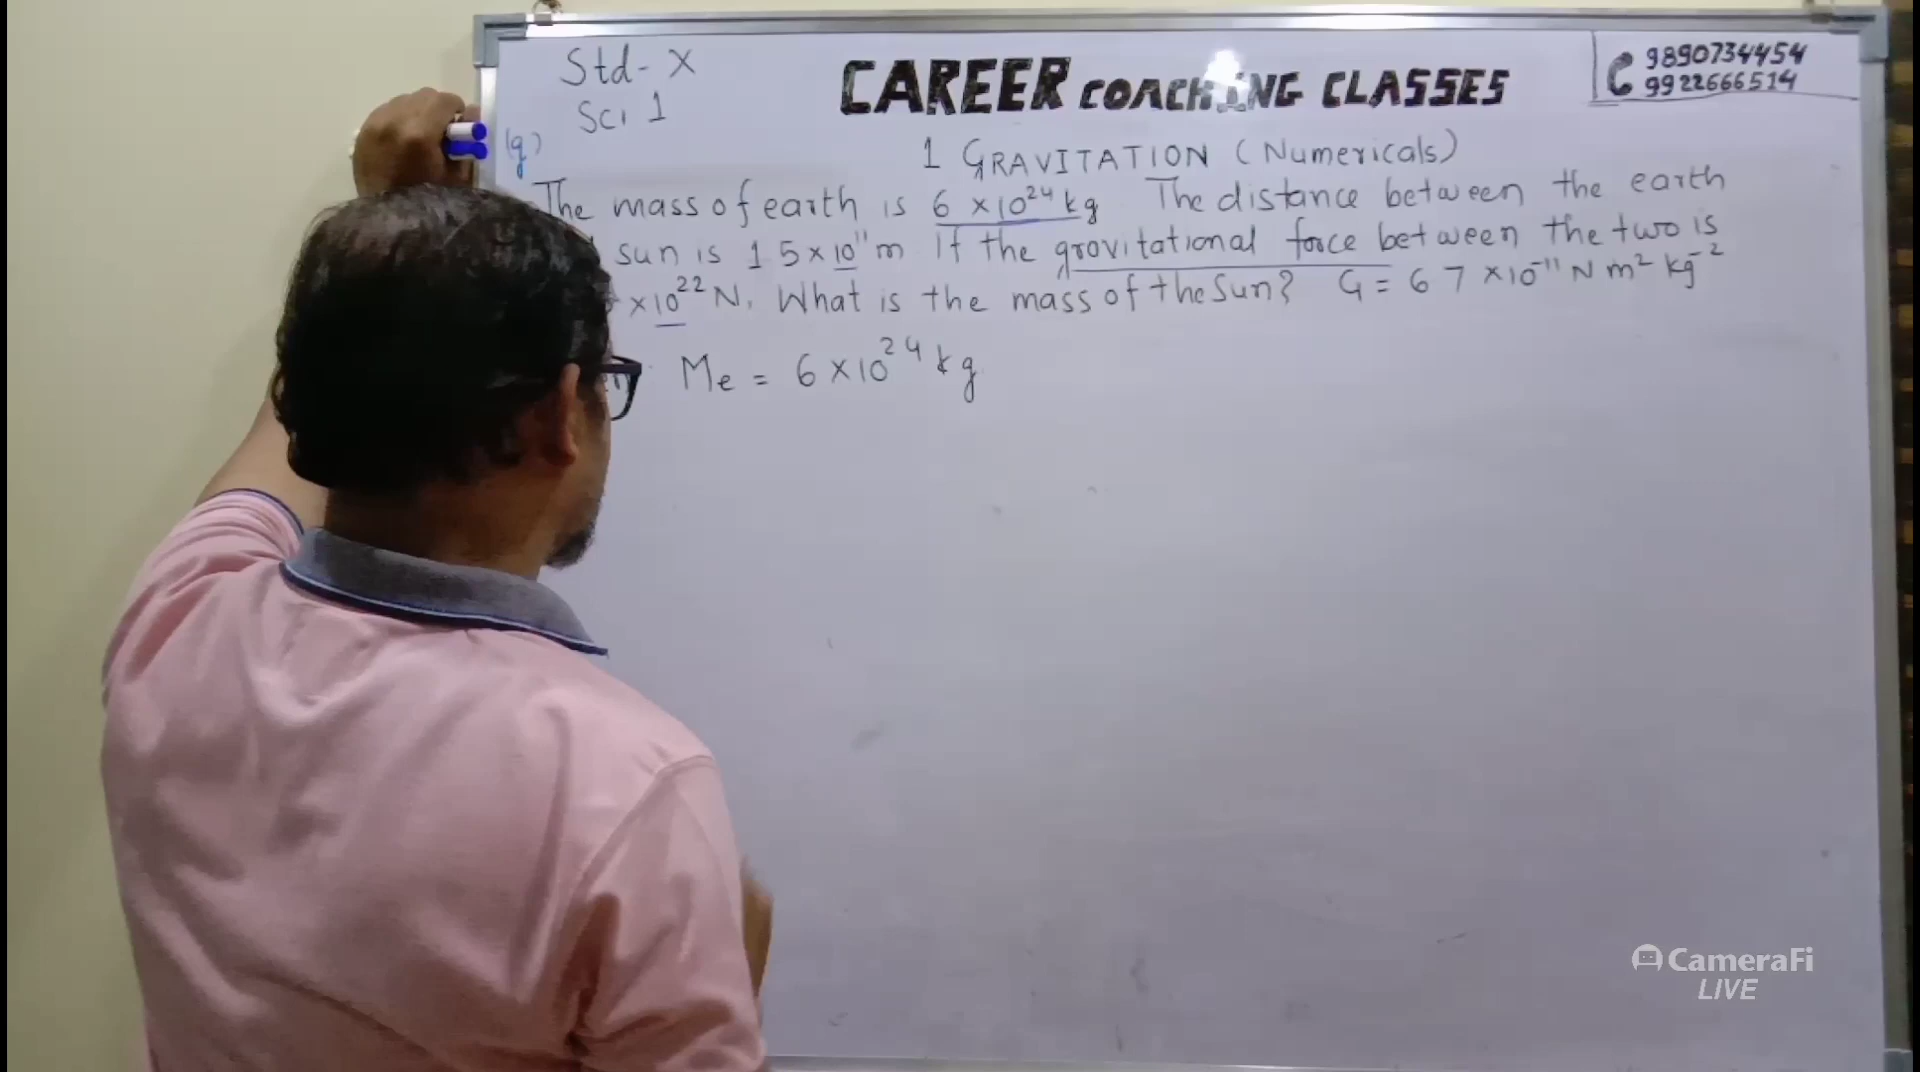 Std- X
CAREER COACHING CLASSES
9890734454
9922666514
Sci 1
(g)
1 GRAVITATION (Numericals)
The mass of earth is 6 ×10²⁴ kg The distance between the earth
sun is 1 5 × 10¹¹ m If the gravitational force between the two is
×10²² N. What is the mass of the Sun? G = 6 7 ×10⁻¹¹ N m² kg⁻²
Me = 6 ×10²⁴ kg
CameraFi
LIVE